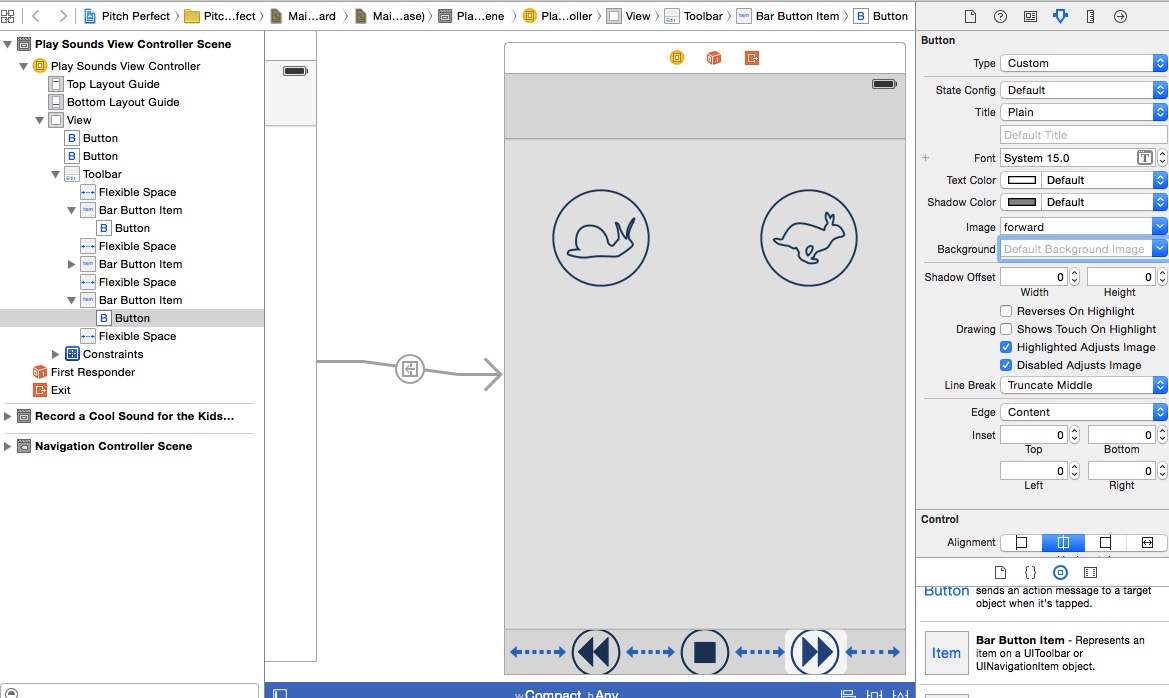 Pitch Perfect Pitc...fect Mai...ard Mai...ase) Pla...ene Pla...oller View Toolbar Bar Button Item B Button
Play Sounds View Controller Scene
Play Sounds View Controller
Top Layout Guide
Bottom Layout Guide
View
B Button
B Button
Toolbar
Flexible Space
Bar Button Item
B Button
Flexible Space
Bar Button Item
Flexible Space
Bar Button Item
B Button
Flexible Space
Constraints
First Responder
Exit
Record a Cool Sound for the Kids...
Navigation Controller Scene
wCompact hAny
Button
Type Custom
State Config Default
Title Plain
Default Title
+ Font System 15.0 T
Text Color Default
Shadow Color Default
Image forward
Background Default Background Image
Shadow Offset 0 0
Width Height
Reverses On Highlight
Drawing Shows Touch On Highlight
Highlighted Adjusts Image
Disabled Adjusts Image
Line Break Truncate Middle
Edge Content
Inset 0 0
Top Bottom
0 0
Left Right
Control
Alignment
{ }
Button sends an action message to a target
object when it's tapped.
Item Bar Button Item - Represents an
item on a UIToolbar or
UINavigationItem object.